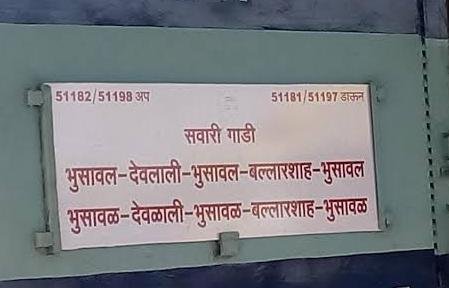 51182/51198 अप 51181/51197 डाऊन
सवारी गाडी
भुसावल-देवलाली-भुसावल-बल्लारशाह-भुसावल
भुसावळ-देवळाली-भुसावळ-बल्लारशाह-भुसावळ